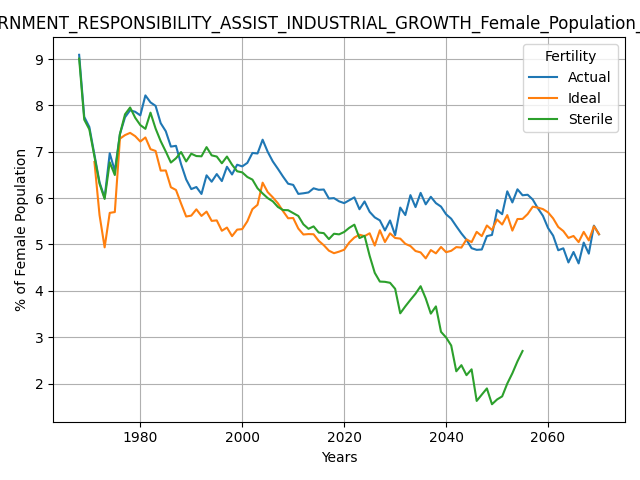 RNMENT_RESPONSIBILITY_ASSIST_INDUSTRIAL_GROWTH_Female_Population_
Fertility
Actual
Ideal
Sterile
% of Female Population
9
8
7
6
5
4
3
2
1980 2000 2020 2040 2060
Years